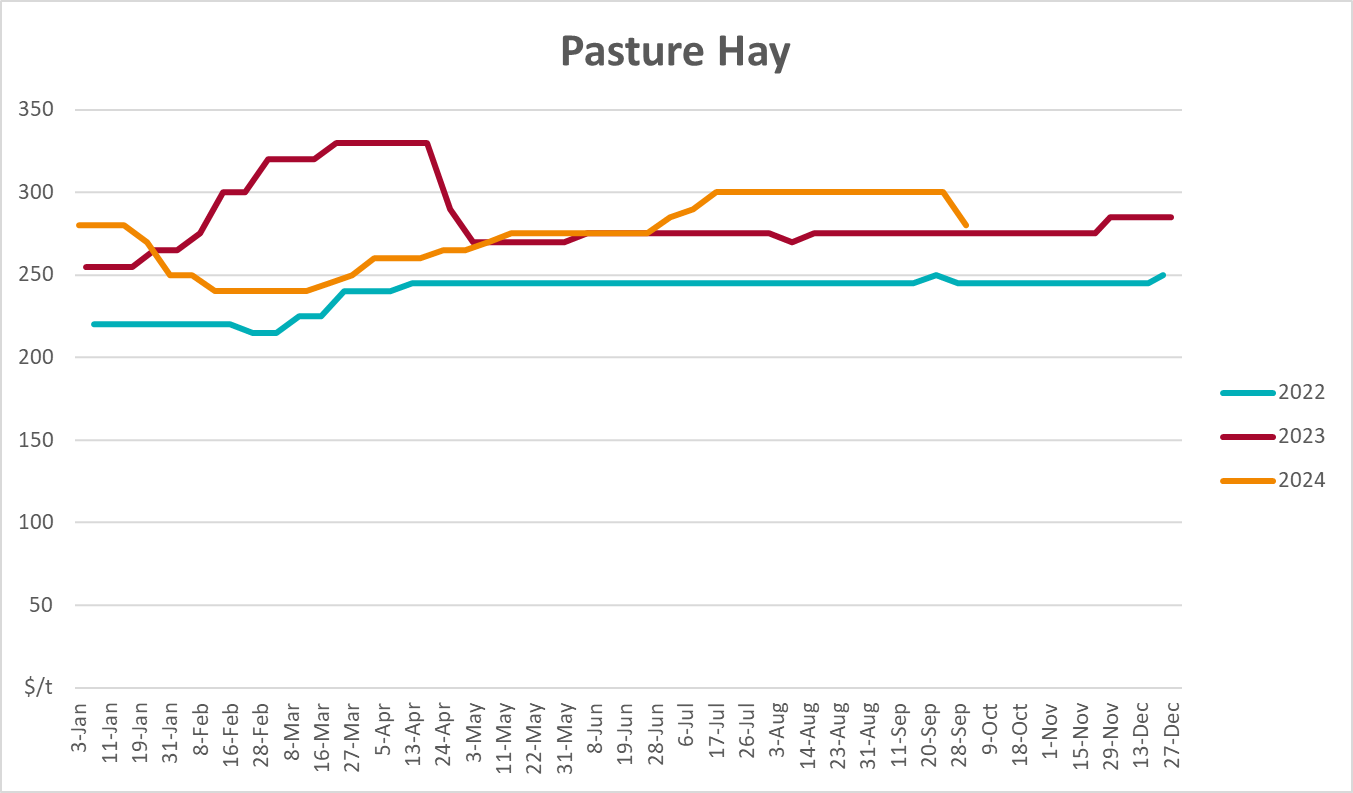 Pasture Hay
350
300
250
200
150
100
50
$/t
3-Jan
11-Jan
19-Jan
31-Jan
8-Feb
16-Feb
28-Feb
8-Mar
16-Mar
27-Mar
5-Apr
13-Apr
24-Apr
3-May
11-May
22-May
31-May
8-Jun
19-Jun
28-Jun
6-Jul
17-Jul
26-Jul
3-Aug
14-Aug
23-Aug
31-Aug
11-Sep
20-Sep
28-Sep
9-Oct
18-Oct
1-Nov
15-Nov
29-Nov
13-Dec
27-Dec
2022
2023
2024